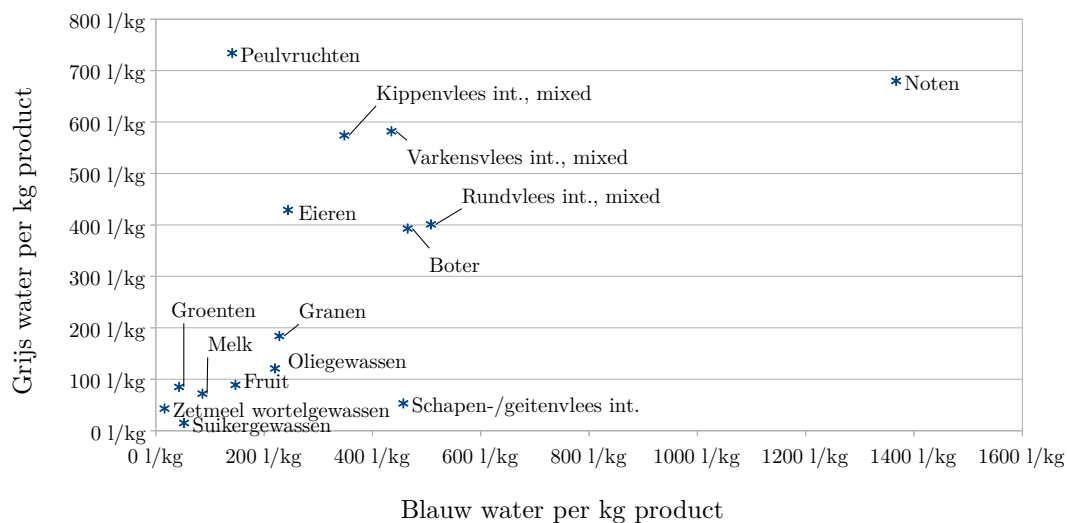 800 l/kg
Peulvruchten
700 l/kg
Noten
Kippenvlees int., mixed
600 l/kg
Varkensvlees int., mixed
500 l/kg
Rundvlees int., mixed
Eieren
400 l/kg
Boter
300 l/kg
Groenten
Granen
200 l/kg
Melk
Oliegewassen
100 l/kg
Fruit
Schapen-/geitenvlees int.
Zetmeel wortelgewassen
Suikergewassen
0 l/kg
0 l/kg 200 l/kg 400 l/kg 600 l/kg 800 l/kg 1000 l/kg 1200 l/kg 1400 l/kg 1600 l/kg
Grijs water per kg product
Blauw water per kg product